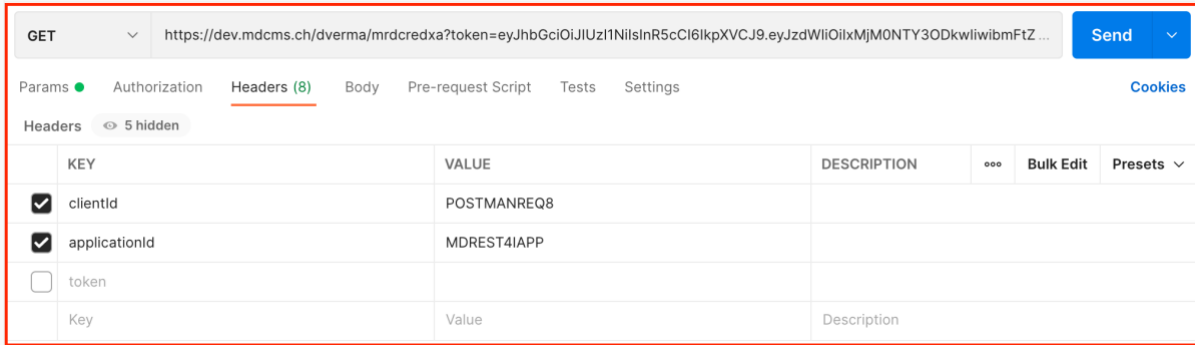 GET https://dev.mdcms.ch/dverma/mrdcredxa?token=eyJhbGciOiJIUzI1NiIsInR5cCI6IkpXVCJ9.eyJzdWIiOiIxMjM0NTY3ODkwIiwibmFtZ ... Send
Params Authorization Headers (8) Body Pre-request Script Tests Settings Cookies
Headers 5 hidden
KEY VALUE DESCRIPTION ooo Bulk Edit Presets
clientId POSTMANREQ8
applicationId MDREST4IAPP
token
Key Value Description